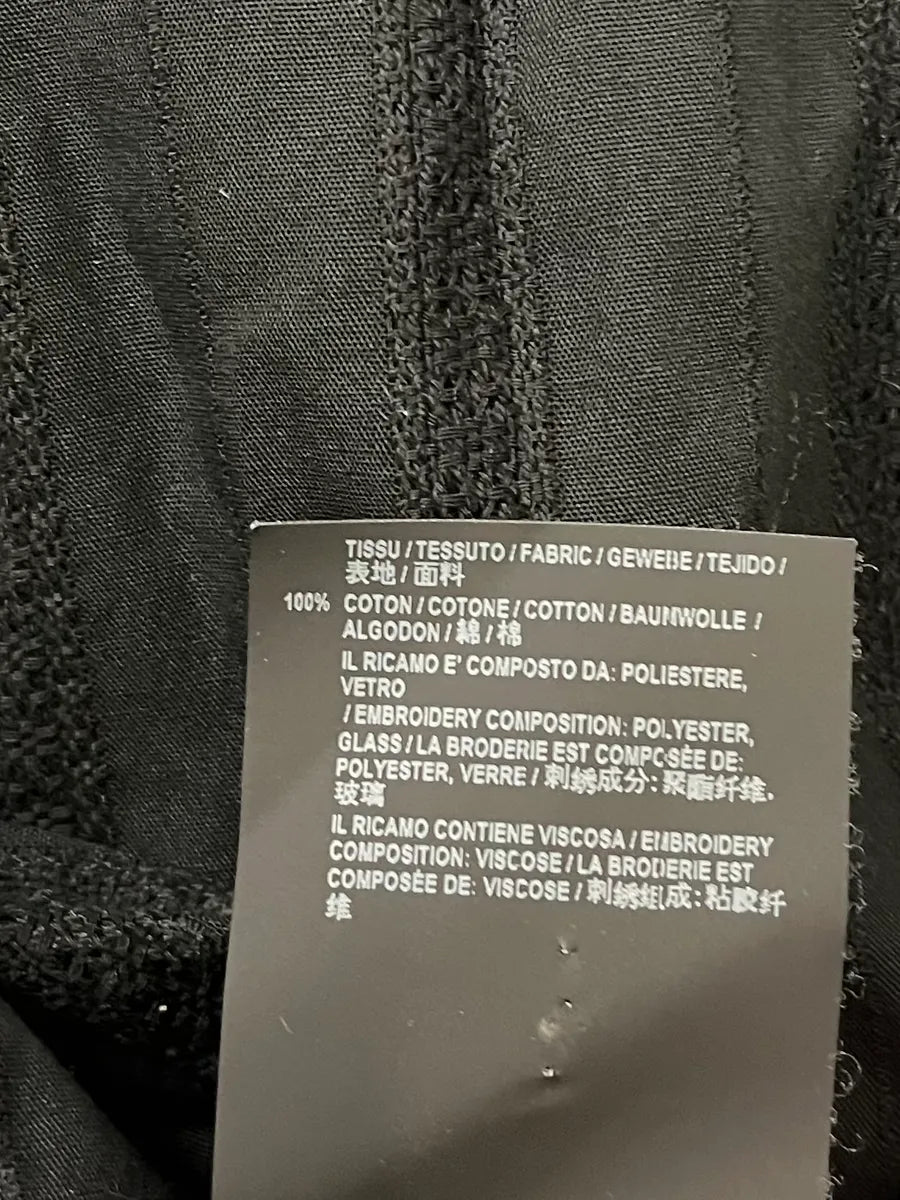 TISSU / TESSUTO / FABRIC / GEWEBE / TEJIDO /
表地 / 面料
100% COTON / COTONE / COTTON / BAUMWOLLE /
ALGODON / 綿 / 棉
IL RICAMO E' COMPOSTO DA: POLIESTERE,
VETRO
/ EMBROIDERY COMPOSITION: POLYESTER,
GLASS / LA BRODERIE EST COMPOSÉE DE:
POLYESTER, VERRE / 刺绣成分: 聚酯纤维,
玻璃
IL RICAMO CONTIENE VISCOSA / EMBROIDERY
COMPOSITION: VISCOSE / LA BRODERIE EST
COMPOSÉE DE: VISCOSE / 刺绣组成: 粘胶纤
维